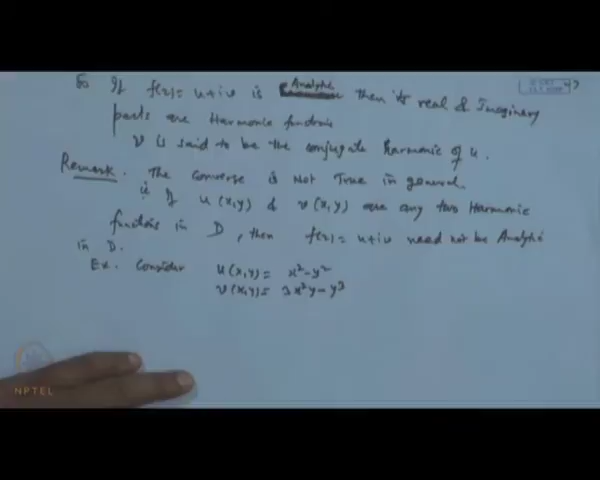 So If f(z) = u+iv is Analytic then its real & Imaginary
parts are Harmonic functions
v is said to be the conjugate Harmonic of u.
Remark. The converse is Not True in general.
ie If u(x,y) & v(x,y) are any two Harmonic
functions in D, then f(z) = u+iv need not be Analytic
in D.
Ex. Consider u(x,y) = x²-y²
v(x,y) = 3x²y-y³
NPTEL